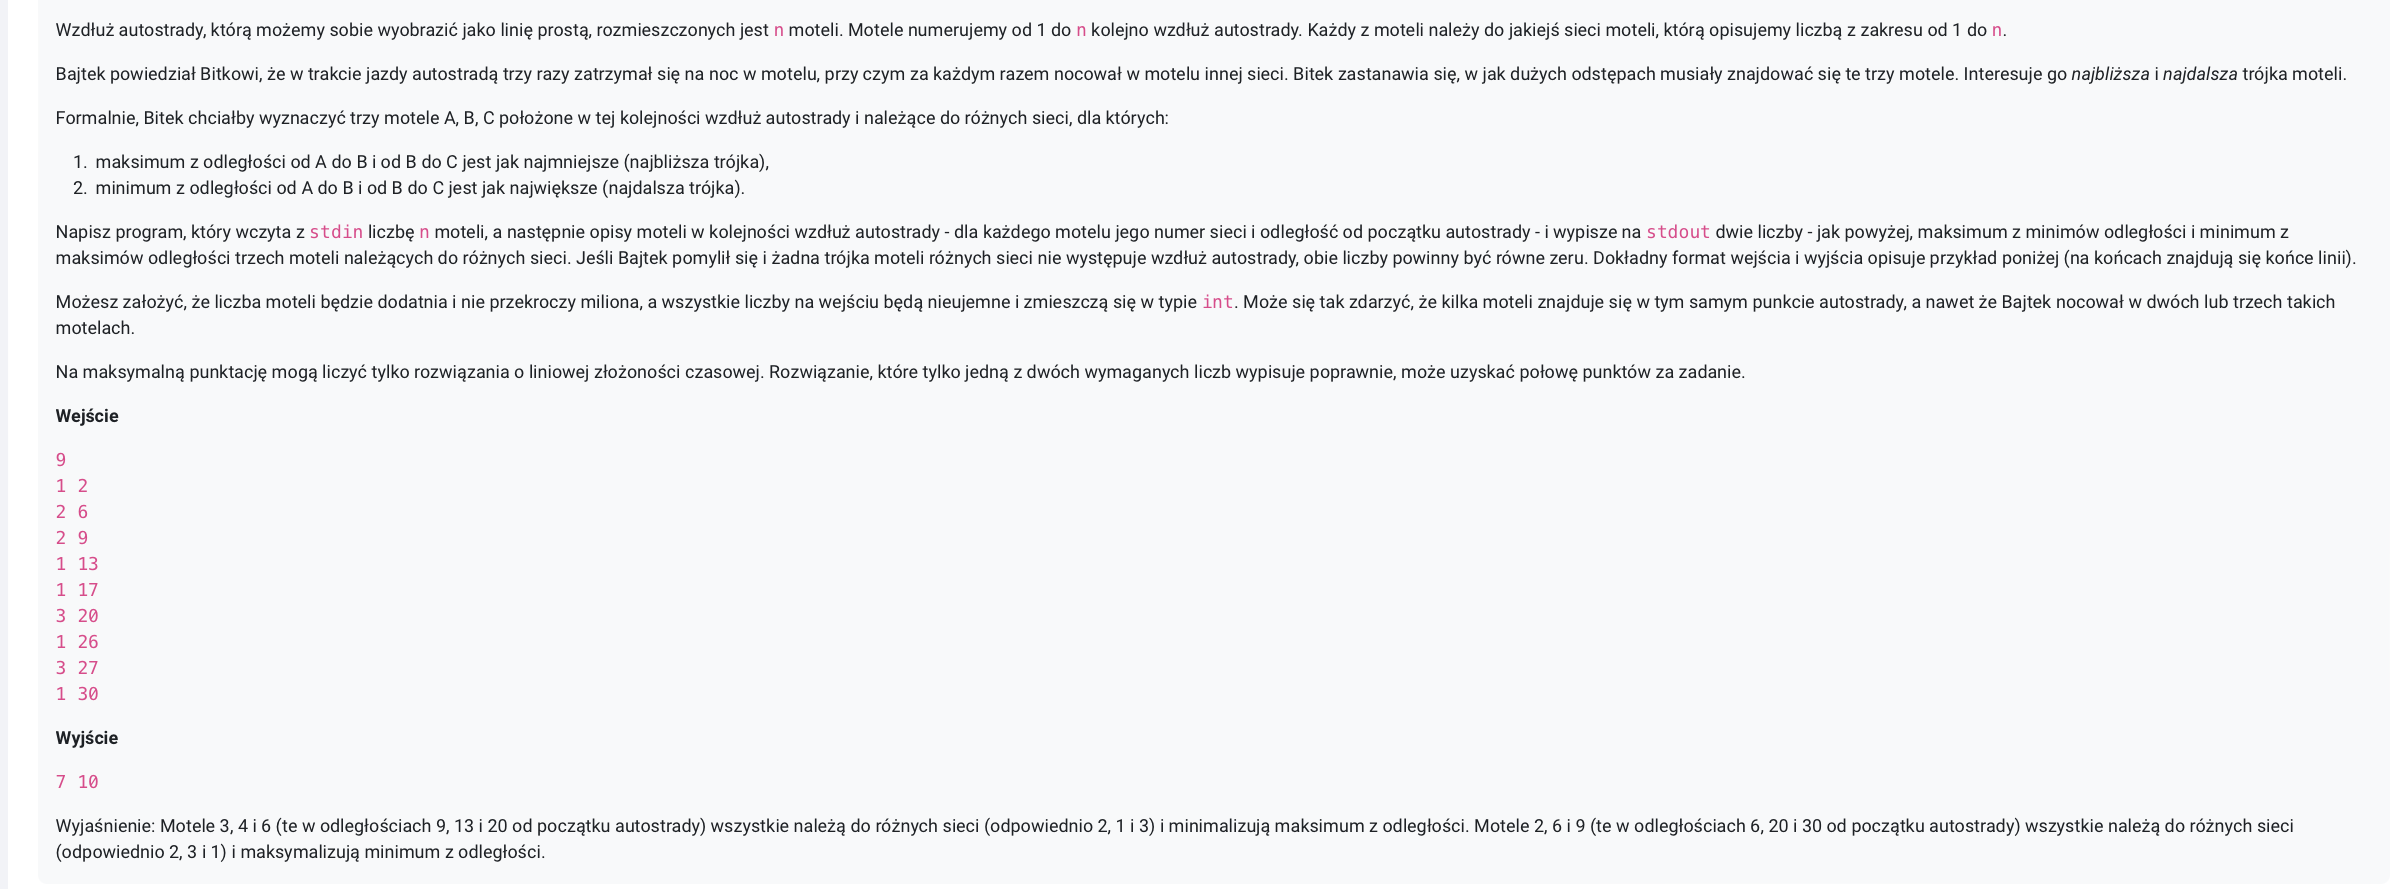 Wzdłuż autostrady, którą możemy sobie wyobrazić jako linię prostą, rozmieszczonych jest n moteli. Motele numerujemy od 1 do n kolejno wzdłuż autostrady. Każdy z moteli należy do jakiejś sieci moteli, którą opisujemy liczbą z zakresu od 1 do n.
Bajtek powiedział Bitkowi, że w trakcie jazdy autostradą trzy razy zatrzymał się na noc w motelu, przy czym za każdym razem nocował w motelu innej sieci. Bitek zastanawia się, w jak dużych odstępach musiały znajdować się te trzy motele. Interesuje go najbliższa i najdalsza trójka moteli.
Formalnie, Bitek chciałby wyznaczyć trzy motele A, B, C położone w tej kolejności wzdłuż autostrady i należące do różnych sieci, dla których:
1. maksimum z odległości od A do B i od B do C jest jak najmniejsze (najbliższa trójka),
2. minimum z odległości od A do B i od B do C jest jak największe (najdalsza trójka).
Napisz program, który wczyta z stdin liczbę n moteli, a następnie opisy moteli w kolejności wzdłuż autostrady - dla każdego motelu jego numer sieci i odległość od początku autostrady - i wypisze na stdout dwie liczby - jak powyżej, maksimum z minimów odległości i minimum z
maksimów odległości trzech moteli należących do różnych sieci. Jeśli Bajtek pomylił się i żadna trójka moteli różnych sieci nie występuje wzdłuż autostrady, obie liczby powinny być równe zeru. Dokładny format wejścia i wyjścia opisuje przykład poniżej (na końcach znajdują się końce linii).
Możesz założyć, że liczba moteli będzie dodatnia i nie przekroczy miliona, a wszystkie liczby na wejściu będą nieujemne i zmieszczą się w typie int. Może się tak zdarzyć, że kilka moteli znajduje się w tym samym punkcie autostrady, a nawet że Bajtek nocował w dwóch lub trzech takich
motelach.
Na maksymalną punktację mogą liczyć tylko rozwiązania o liniowej złożoności czasowej. Rozwiązanie, które tylko jedną z dwóch wymaganych liczb wypisuje poprawnie, może uzyskać połowę punktów za zadanie.
Wejście
9
1 2
2 6
2 9
1 13
1 17
3 20
1 26
3 27
1 30
Wyjście
7 10
Wyjaśnienie: Motele 3, 4 i 6 (te w odległościach 9, 13 i 20 od początku autostrady) wszystkie należą do różnych sieci (odpowiednio 2, 1 i 3) i minimalizują maksimum z odległości. Motele 2, 6 i 9 (te w odległościach 6, 20 i 30 od początku autostrady) wszystkie należą do różnych sieci
(odpowiednio 2, 3 i 1) i maksymalizują minimum z odległości.